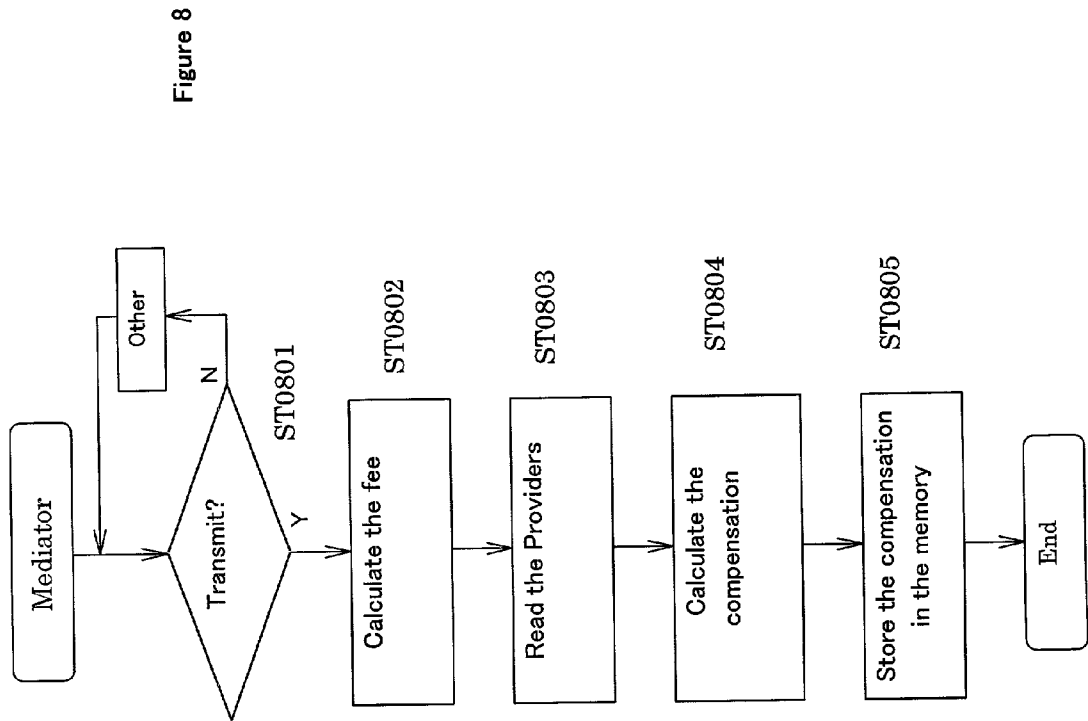 Figure 8
Mediator
Other
Transmit?
N
Y
ST0801
Calculate the fee
ST0802
Read the Providers
ST0803
Calculate the
compensation
ST0804
Store the compensation
in the memory
ST0805
End